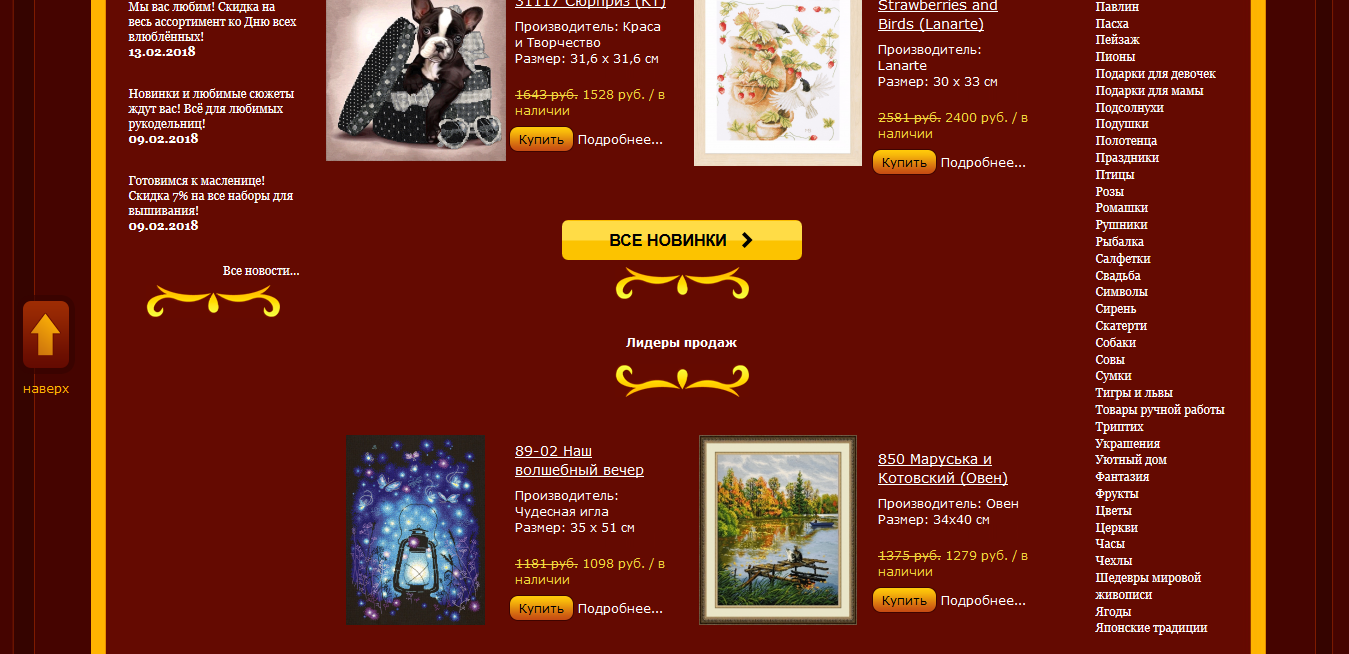 Мы вас любим! Скидка на
весь ассортимент ко Дню всех
влюблённых!
13.02.2018
Новинки и любимые сюжеты
ждут вас! Всё для любимых
рукодельниц!
09.02.2018
Готовимся к масленице!
Скидка 7% на все наборы для
вышивания!
09.02.2018
Все новости...
наверх
31117 Сюрприз (КТ)
Производитель: Краса
и Творчество
Размер: 31,6 x 31,6 см
1643 руб. 1528 руб. / в
наличии
Купить Подробнее...
Strawberries and
Birds (Lanarte)
Производитель:
Lanarte
Размер: 30 x 33 см
2581 руб. 2400 руб. / в
наличии
Купить Подробнее...
ВСЕ НОВИНКИ
Лидеры продаж
89-02 Наш
волшебный вечер
Производитель:
Чудесная игла
Размер: 35 x 51 см
1181 руб. 1098 руб. / в
наличии
Купить Подробнее...
850 Маруська и
Котовский (Овен)
Производитель: Овен
Размер: 34x40 см
1375 руб. 1279 руб. / в
наличии
Купить Подробнее...
Павлин
Пасха
Пейзаж
Пионы
Подарки для девочек
Подарки для мамы
Подсолнухи
Подушки
Полотенца
Праздники
Птицы
Розы
Ромашки
Рушники
Рыбалка
Салфетки
Свадьба
Символы
Сирень
Скатерти
Собаки
Совы
Сумки
Тигры и львы
Товары ручной работы
Триптих
Украшения
Уютный дом
Фантазия
Фрукты
Цветы
Церкви
Часы
Чехлы
Шедевры мировой
живописи
Ягоды
Японские традиции